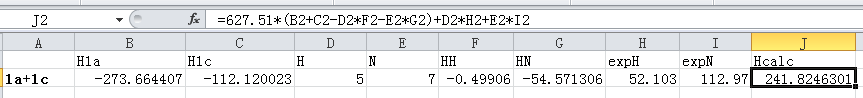 J2 fx =627.51*(B2+C2-D2*F2-E2*G2)+D2*H2+E2*I2
A B C D E F G H I J
H1a H1c H N HH HN expH expN Hcalc
1a+1c -273.664407 -112.120023 5 7 -0.49906 -54.571306 52.103 112.97 241.8246301